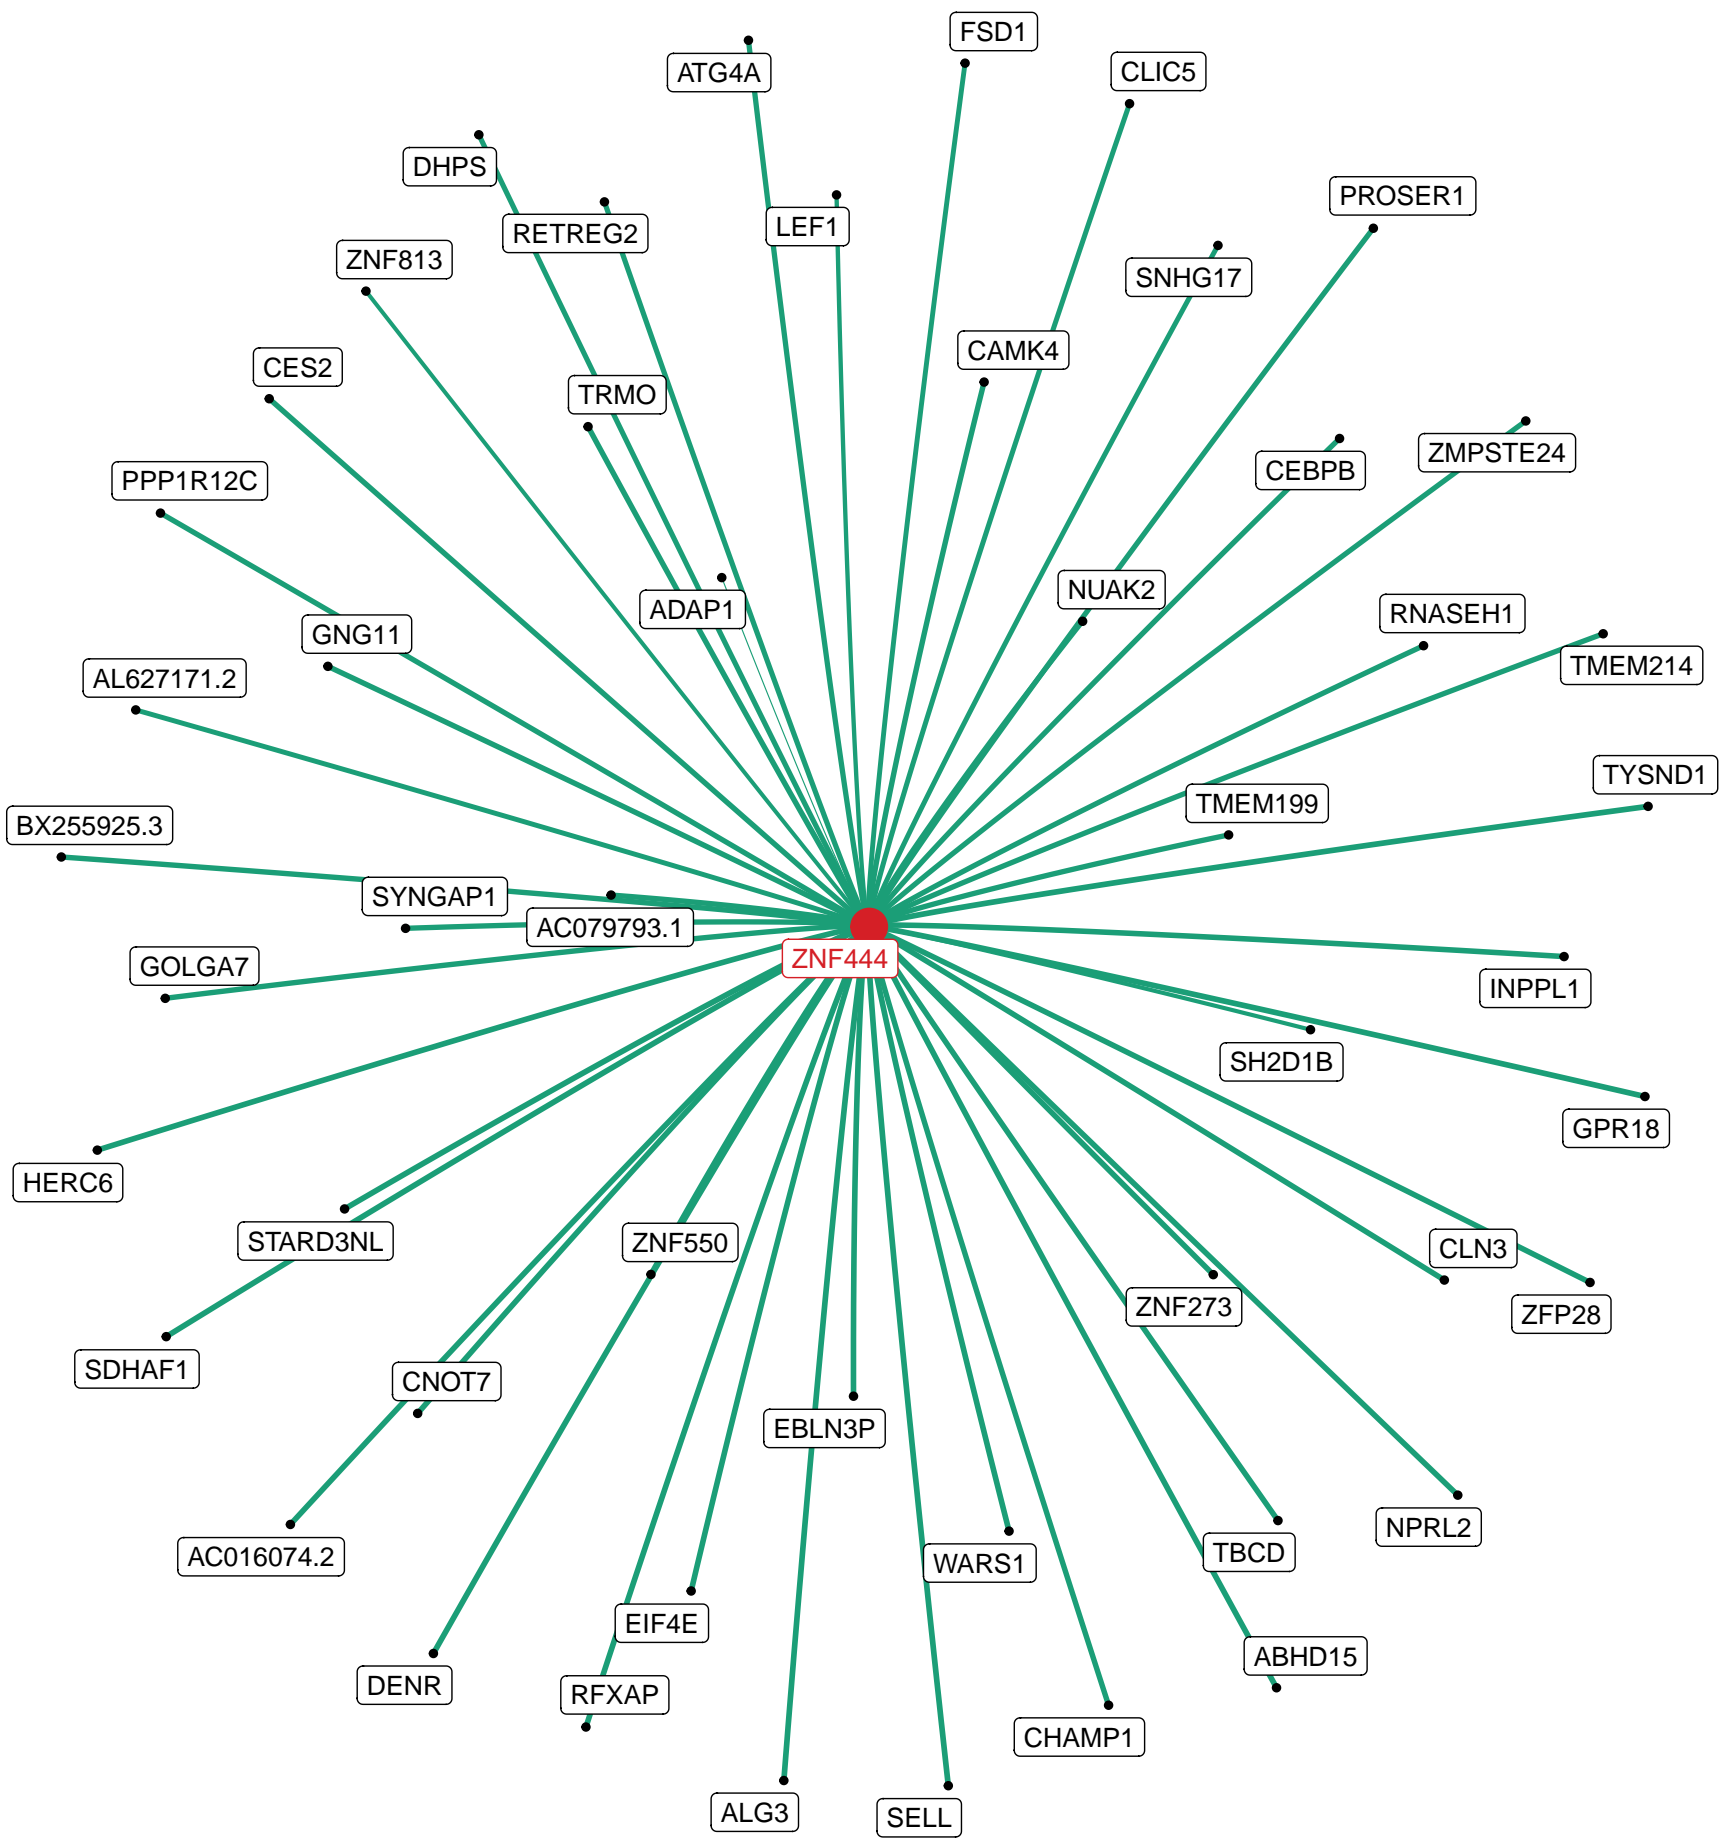 FSD1
ATG4A
CLIC5
DHPS
PROSER1
LEF1
RETREG2
ZNF813
SNHG17
CAMK4
CES2
TRMO
ZMPSTE24
CEBPB
PPP1R12C
NUAK2
ADAP1
RNASEH1
GNG11
TMEM214
AL627171.2
TYSND1
TMEM199
BX255925.3
SYNGAP1
AC079793.1
ZNF444
GOLGA7
INPPL1
SH2D1B
GPR18
HERC6
STARD3NL
ZNF550
CLN3
ZNF273
ZFP28
SDHAF1
CNOT7
EBLN3P
NPRL2
TBCD
AC016074.2
WARS1
EIF4E
ABHD15
DENR
RFXAP
CHAMP1
ALG3
SELL